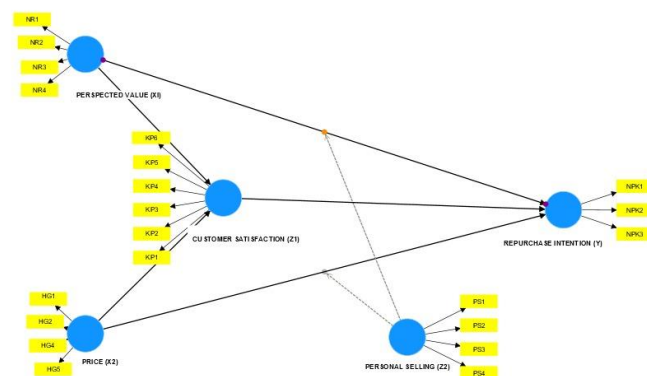 NR1
NR2
NR3
NR4
PERSPECTED VALUE (XI)
KP6
KP5
KP4
KP3
KP2
KP1
CUSTOMER SATISFACTION (Z1)
NPK1
NPK2
NPK3
REPURCHASE INTENTION (Y)
HG1
HG2
HG4
HG5
PRICE (X2)
PS1
PS2
PS3
PS4
PERSONAL SELLING (Z2)